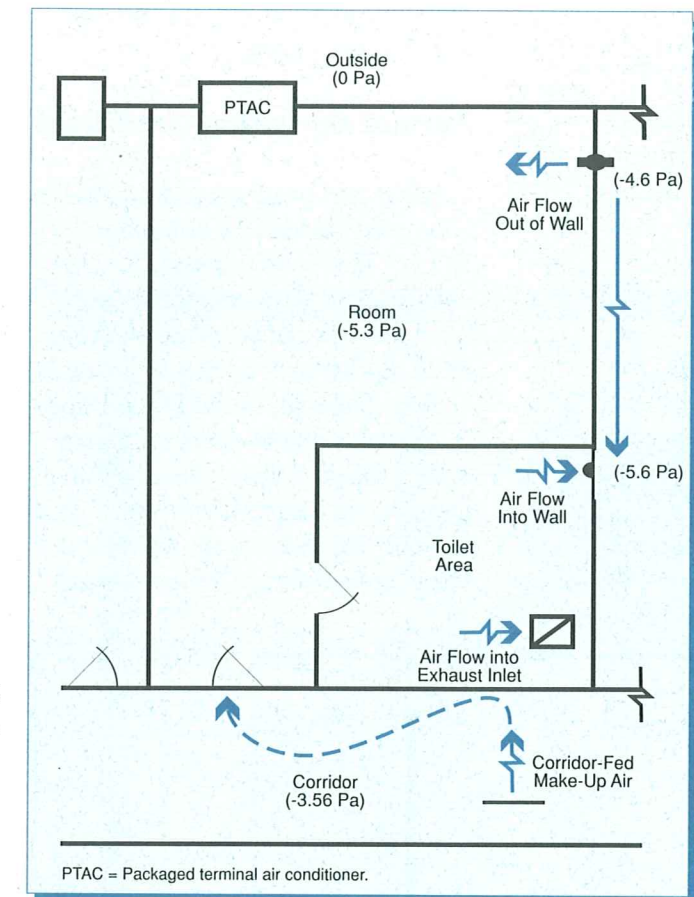 Outside
(0 Pa)
PTAC
(-4.6 Pa)
Air Flow
Out of Wall
Room
(-5.3 Pa)
(-5.6 Pa)
Air Flow
Into Wall
Toilet
Area
Air Flow into
Exhaust Inlet
Corridor-Fed
Make-Up Air
Corridor
(-3.56 Pa)
PTAC = Packaged terminal air conditioner.